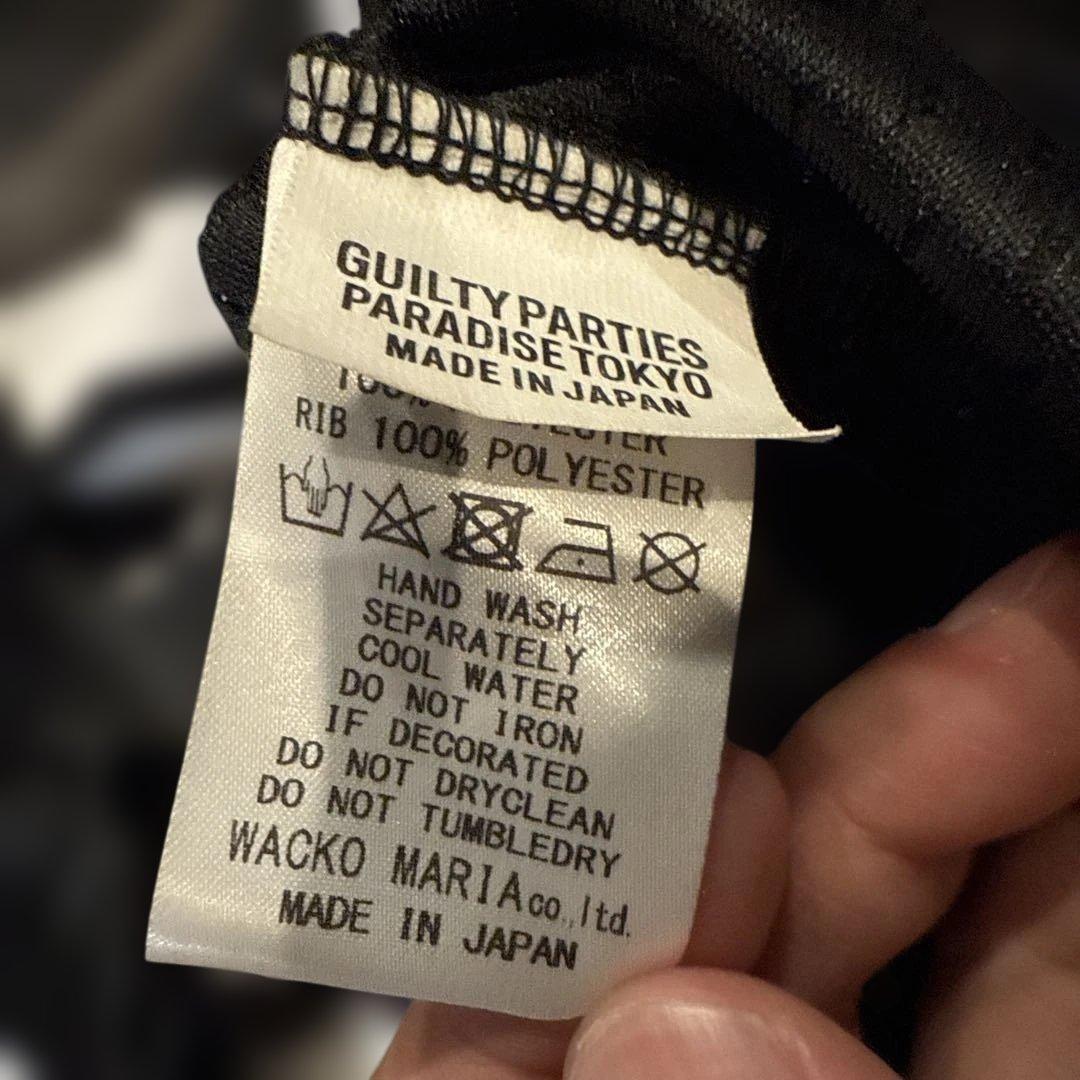 GUILTY PARTIES
PARADISE TOKYO
MADE IN JAPAN
100%
RIB 100% POLYESTER
HAND WASH
SEPARATELY
COOL WATER
DO NOT IRON
IF DECORATED
DO NOT DRYCLEAN
DO NOT TUMBLEDRY
WACKO MARIA co.,ltd.
MADE IN JAPAN